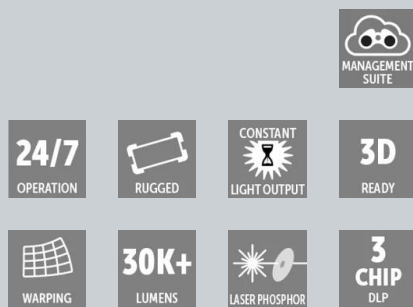 MANAGEMENT
SUITE
24/7
OPERATION
RUGGED
CONSTANT
LIGHT OUTPUT
3D
READY
WARPING
30K+
LUMENS
LASER PHOSPHOR
3
CHIP
DLP